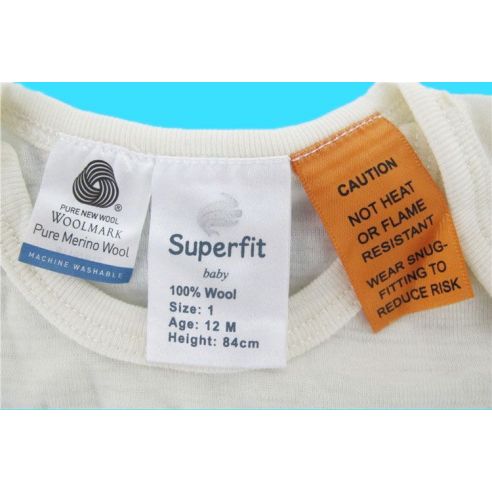 PURE NEW WOOL
WOOLMARK
Pure Merino Wool
MACHINE WASHABLE
Superfit
baby
100% Wool
Size: 1
Age: 12 M
Height: 84cm
CAUTION
NOT HEAT
OR FLAME
RESISTANT
WEAR SNUG-
FITTING TO
REDUCE RISK